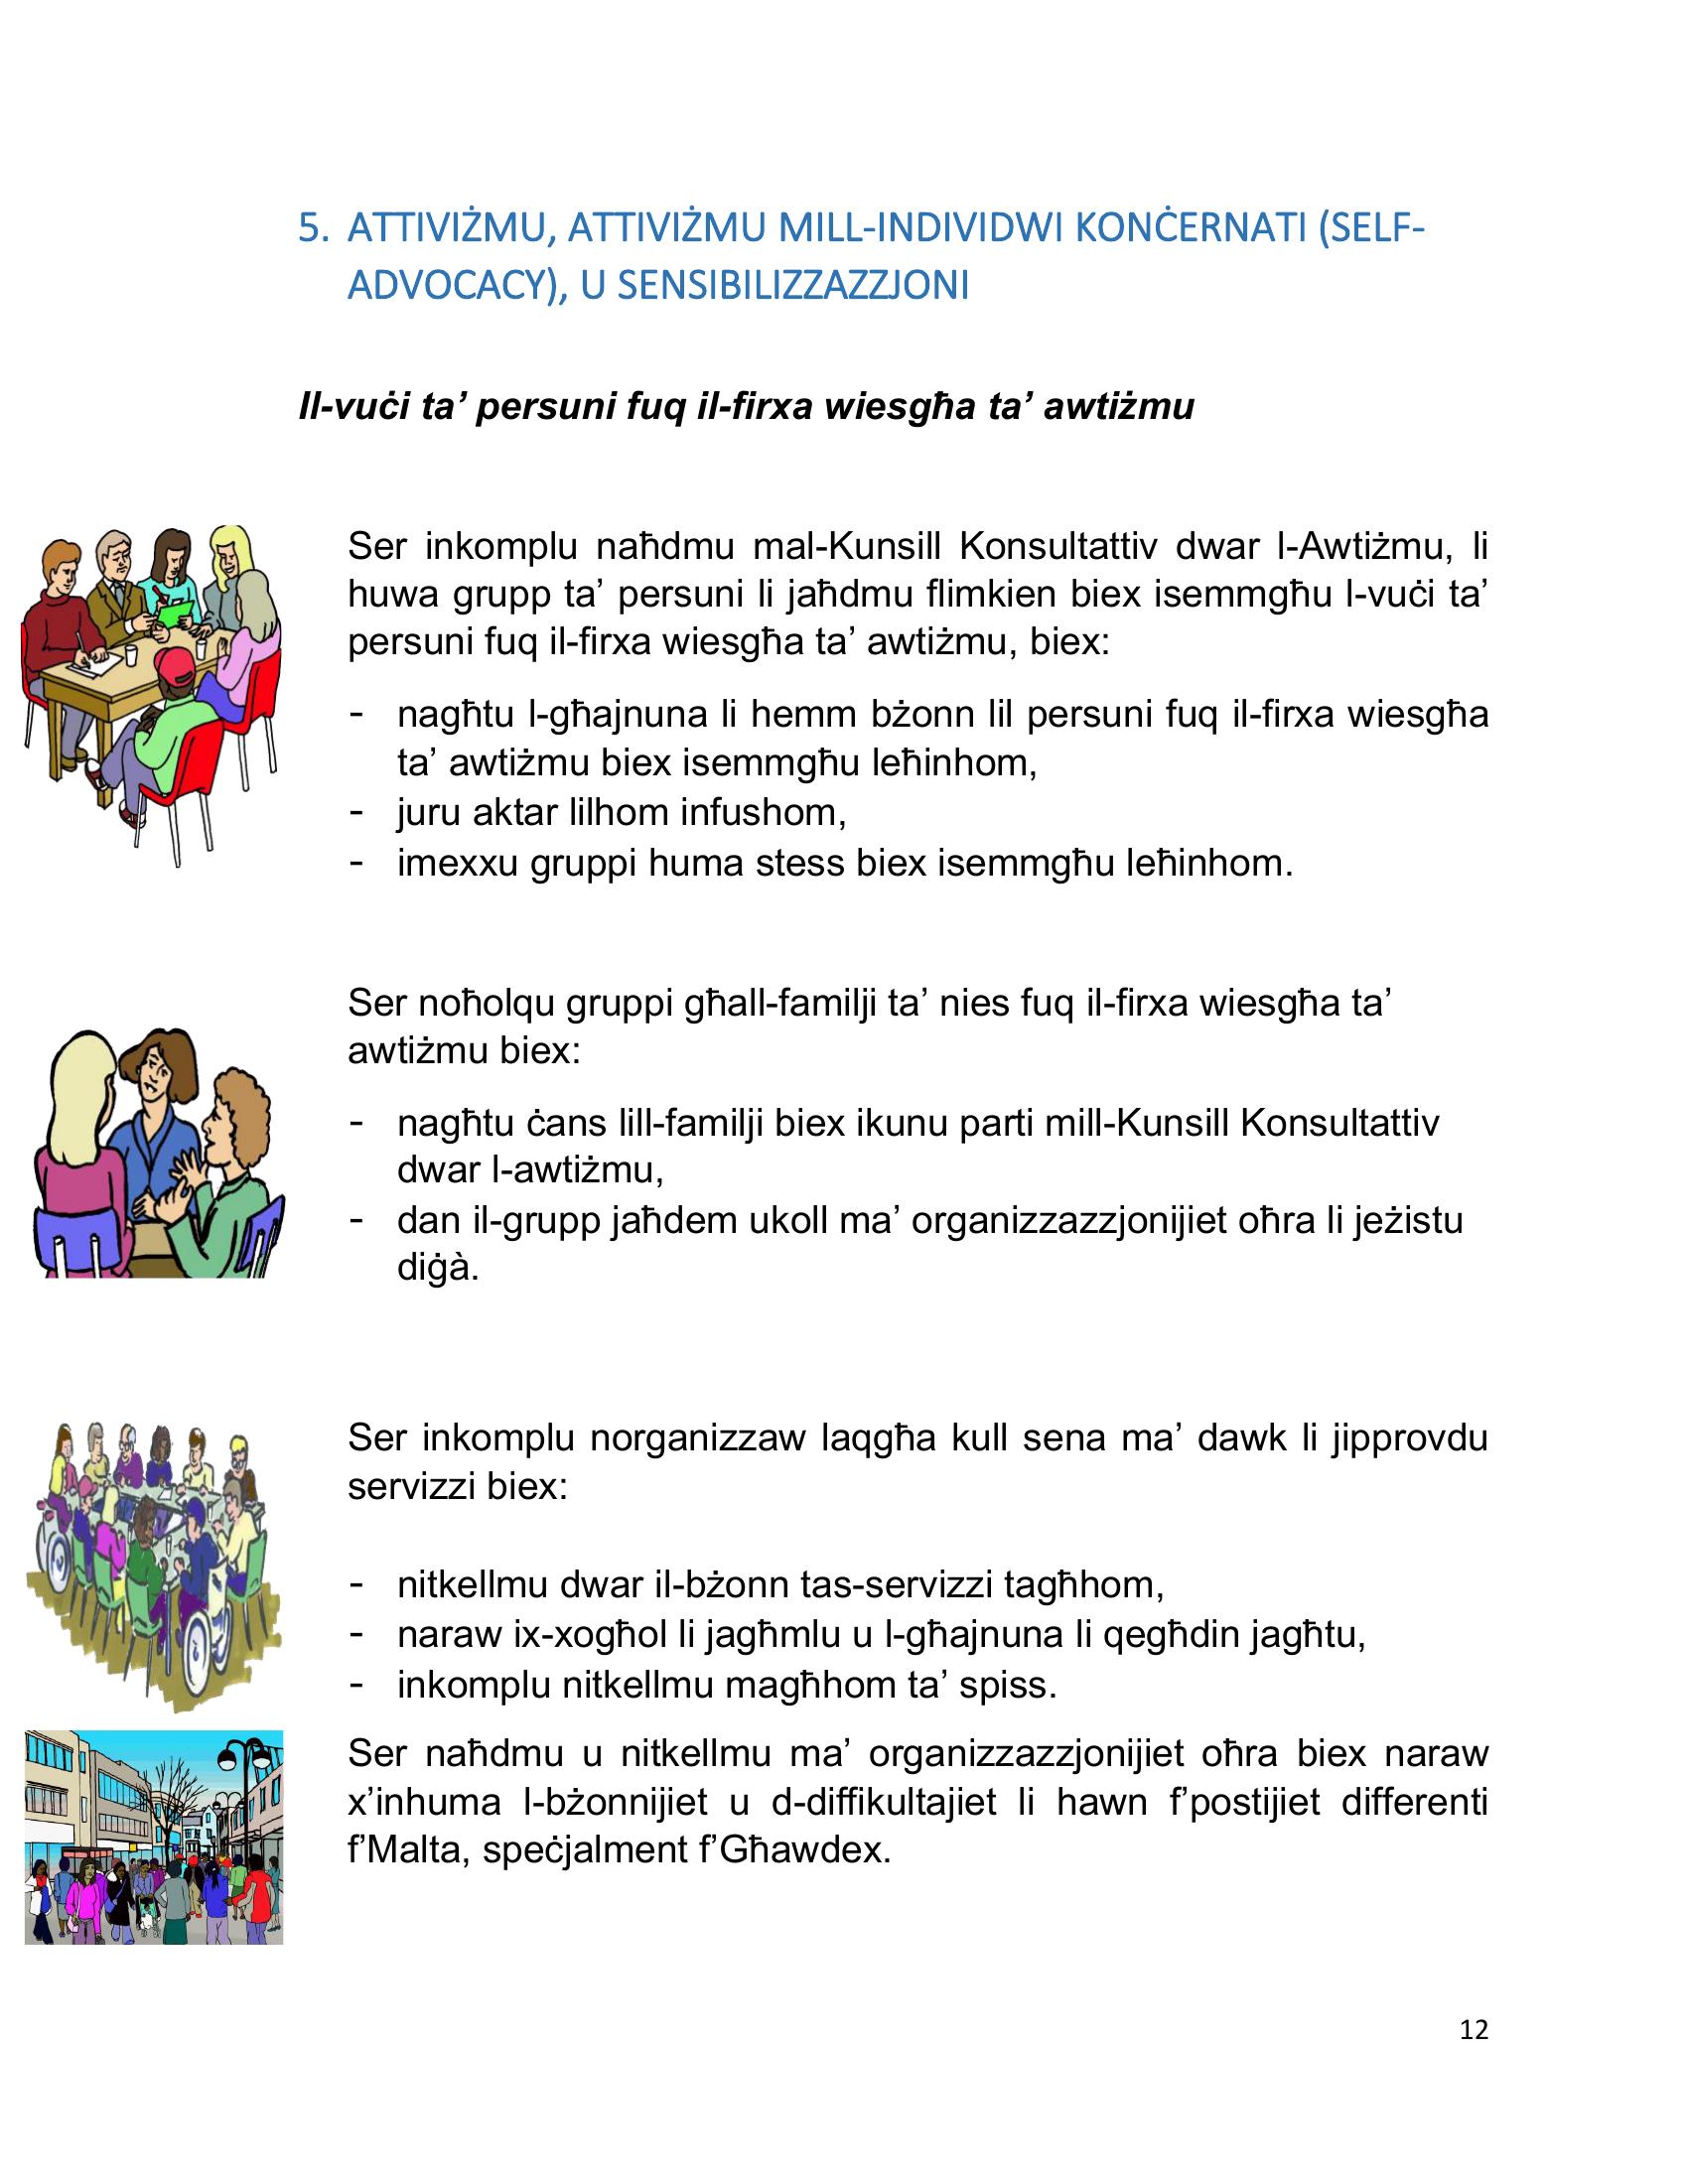 5. ATTIVIŻMU, ATTIVIŻMU MILL-INDIVIDWI KONĊERNATI (SELF-
ADVOCACY), U SENSIBILIZZAZZJONI
Il-vuċi ta’ persuni fuq il-firxa wiesgħa ta’ awtiżmu
Ser inkomplu naħdmu mal-Kunsill Konsultattiv dwar l-Awtiżmu, li
huwa grupp ta’ persuni li jaħdmu flimkien biex isemmgħu l-vuċi ta’
persuni fuq il-firxa wiesgħa ta’ awtiżmu, biex:
- nagħtu l-għajnuna li hemm bżonn lil persuni fuq il-firxa wiesgħa
ta’ awtiżmu biex isemmgħu leħinhom,
- juru aktar lilhom infushom,
- imexxu gruppi huma stess biex isemmgħu leħinhom.
Ser noħolqu gruppi għall-familji ta’ nies fuq il-firxa wiesgħa ta’
awtiżmu biex:
- nagħtu ċans lill-familji biex ikunu parti mill-Kunsill Konsultattiv
dwar l-awtiżmu,
- dan il-grupp jaħdem ukoll ma’ organizzazzjonijiet oħra li jeżistu
diġà.
Ser inkomplu norganizzaw laqgħa kull sena ma’ dawk li jipprovdu
servizzi biex:
- nitkellmu dwar il-bżonn tas-servizzi tagħhom,
- naraw ix-xogħol li jagħmlu u l-għajnuna li qegħdin jagħtu,
- inkomplu nitkellmu magħhom ta’ spiss.
Ser naħdmu u nitkellmu ma’ organizzazzjonijiet oħra biex naraw
x’inhuma l-bżonnijiet u d-diffikultajiet li hawn f’postijiet differenti
f’Malta, speċjalment f’Għawdex.
12